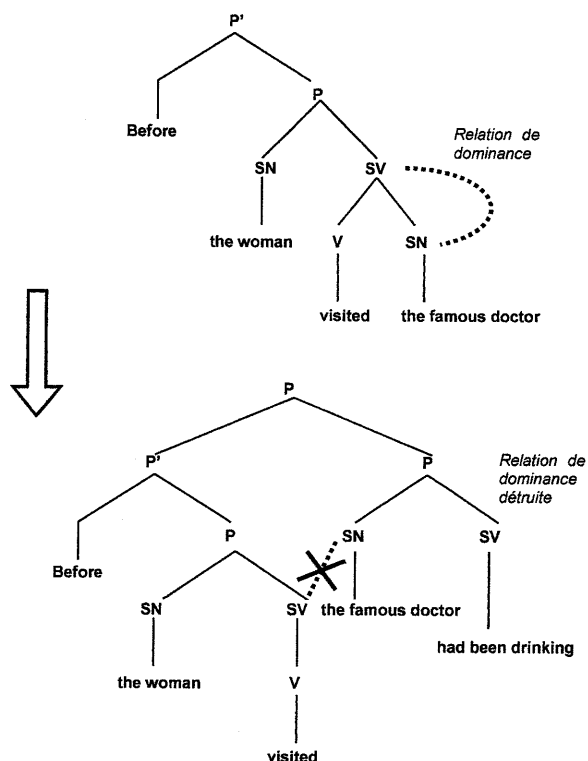 P'
P
Before
Relation de
dominance
SN SV
the woman V SN
visited the famous doctor
P
P' P
Relation de
dominance
détruite
P SN SV
Before
SN SV the famous doctor
had been drinking
the woman V
visited